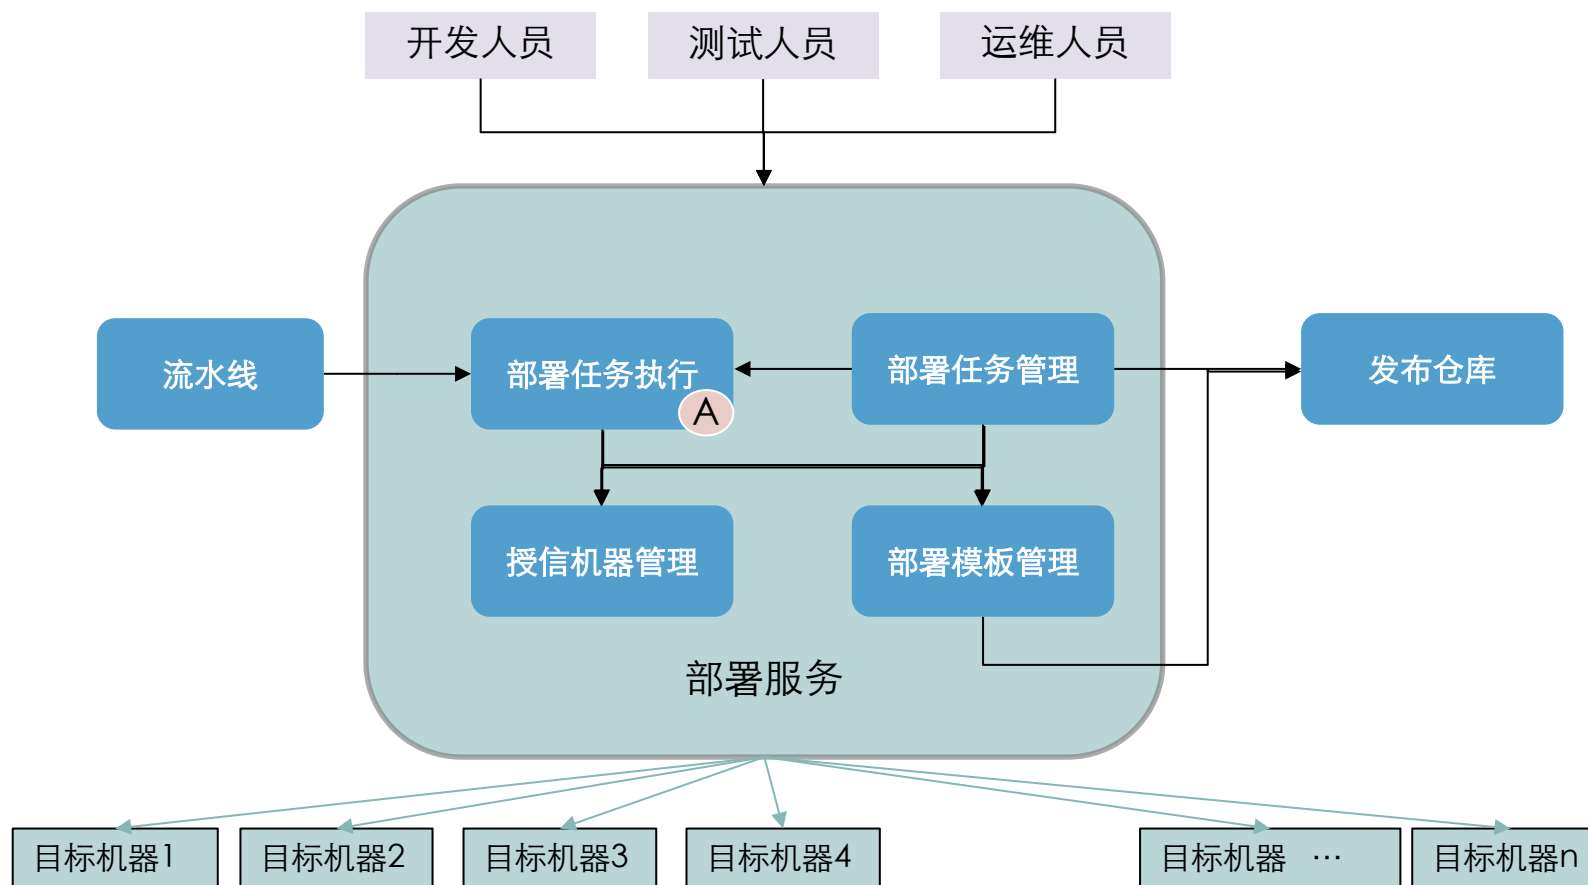 开发人员
测试人员
运维人员
流水线
部署任务执行
A
部署任务管理
发布仓库
授信机器管理
部署模板管理
部署服务
目标机器1
目标机器2
目标机器3
目标机器4
目标机器 …
目标机器n